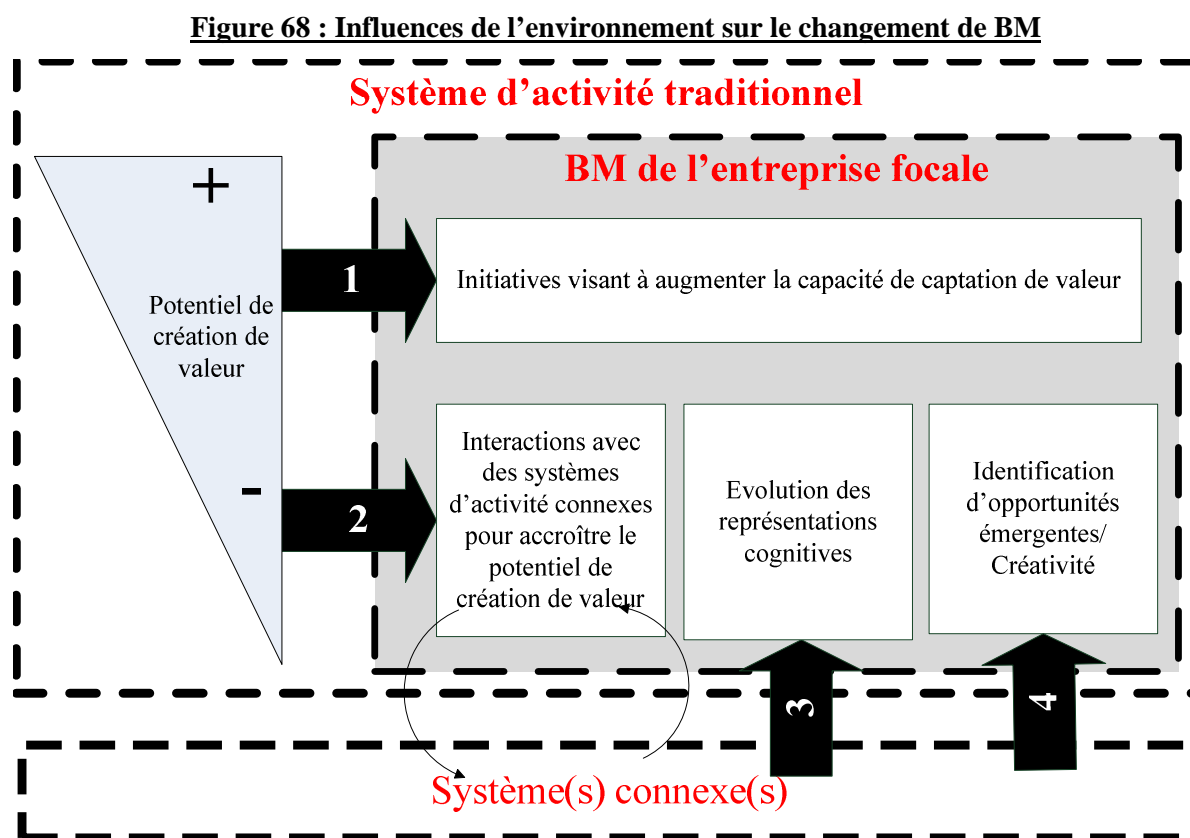 Figure 68 : Influences de l’environnement sur le changement de BM
Système d’activité traditionnel
BM de l’entreprise focale
+
Potentiel de
création de
valeur
-
1
Initiatives visant à augmenter la capacité de captation de valeur
2
Interactions avec
des systèmes
d’activité connexes
pour accroître le
potentiel de
création de valeur
Evolution des
représentations
cognitives
Identification
d’opportunités
émergentes/
Créativité
3
4
Système(s) connexe(s)